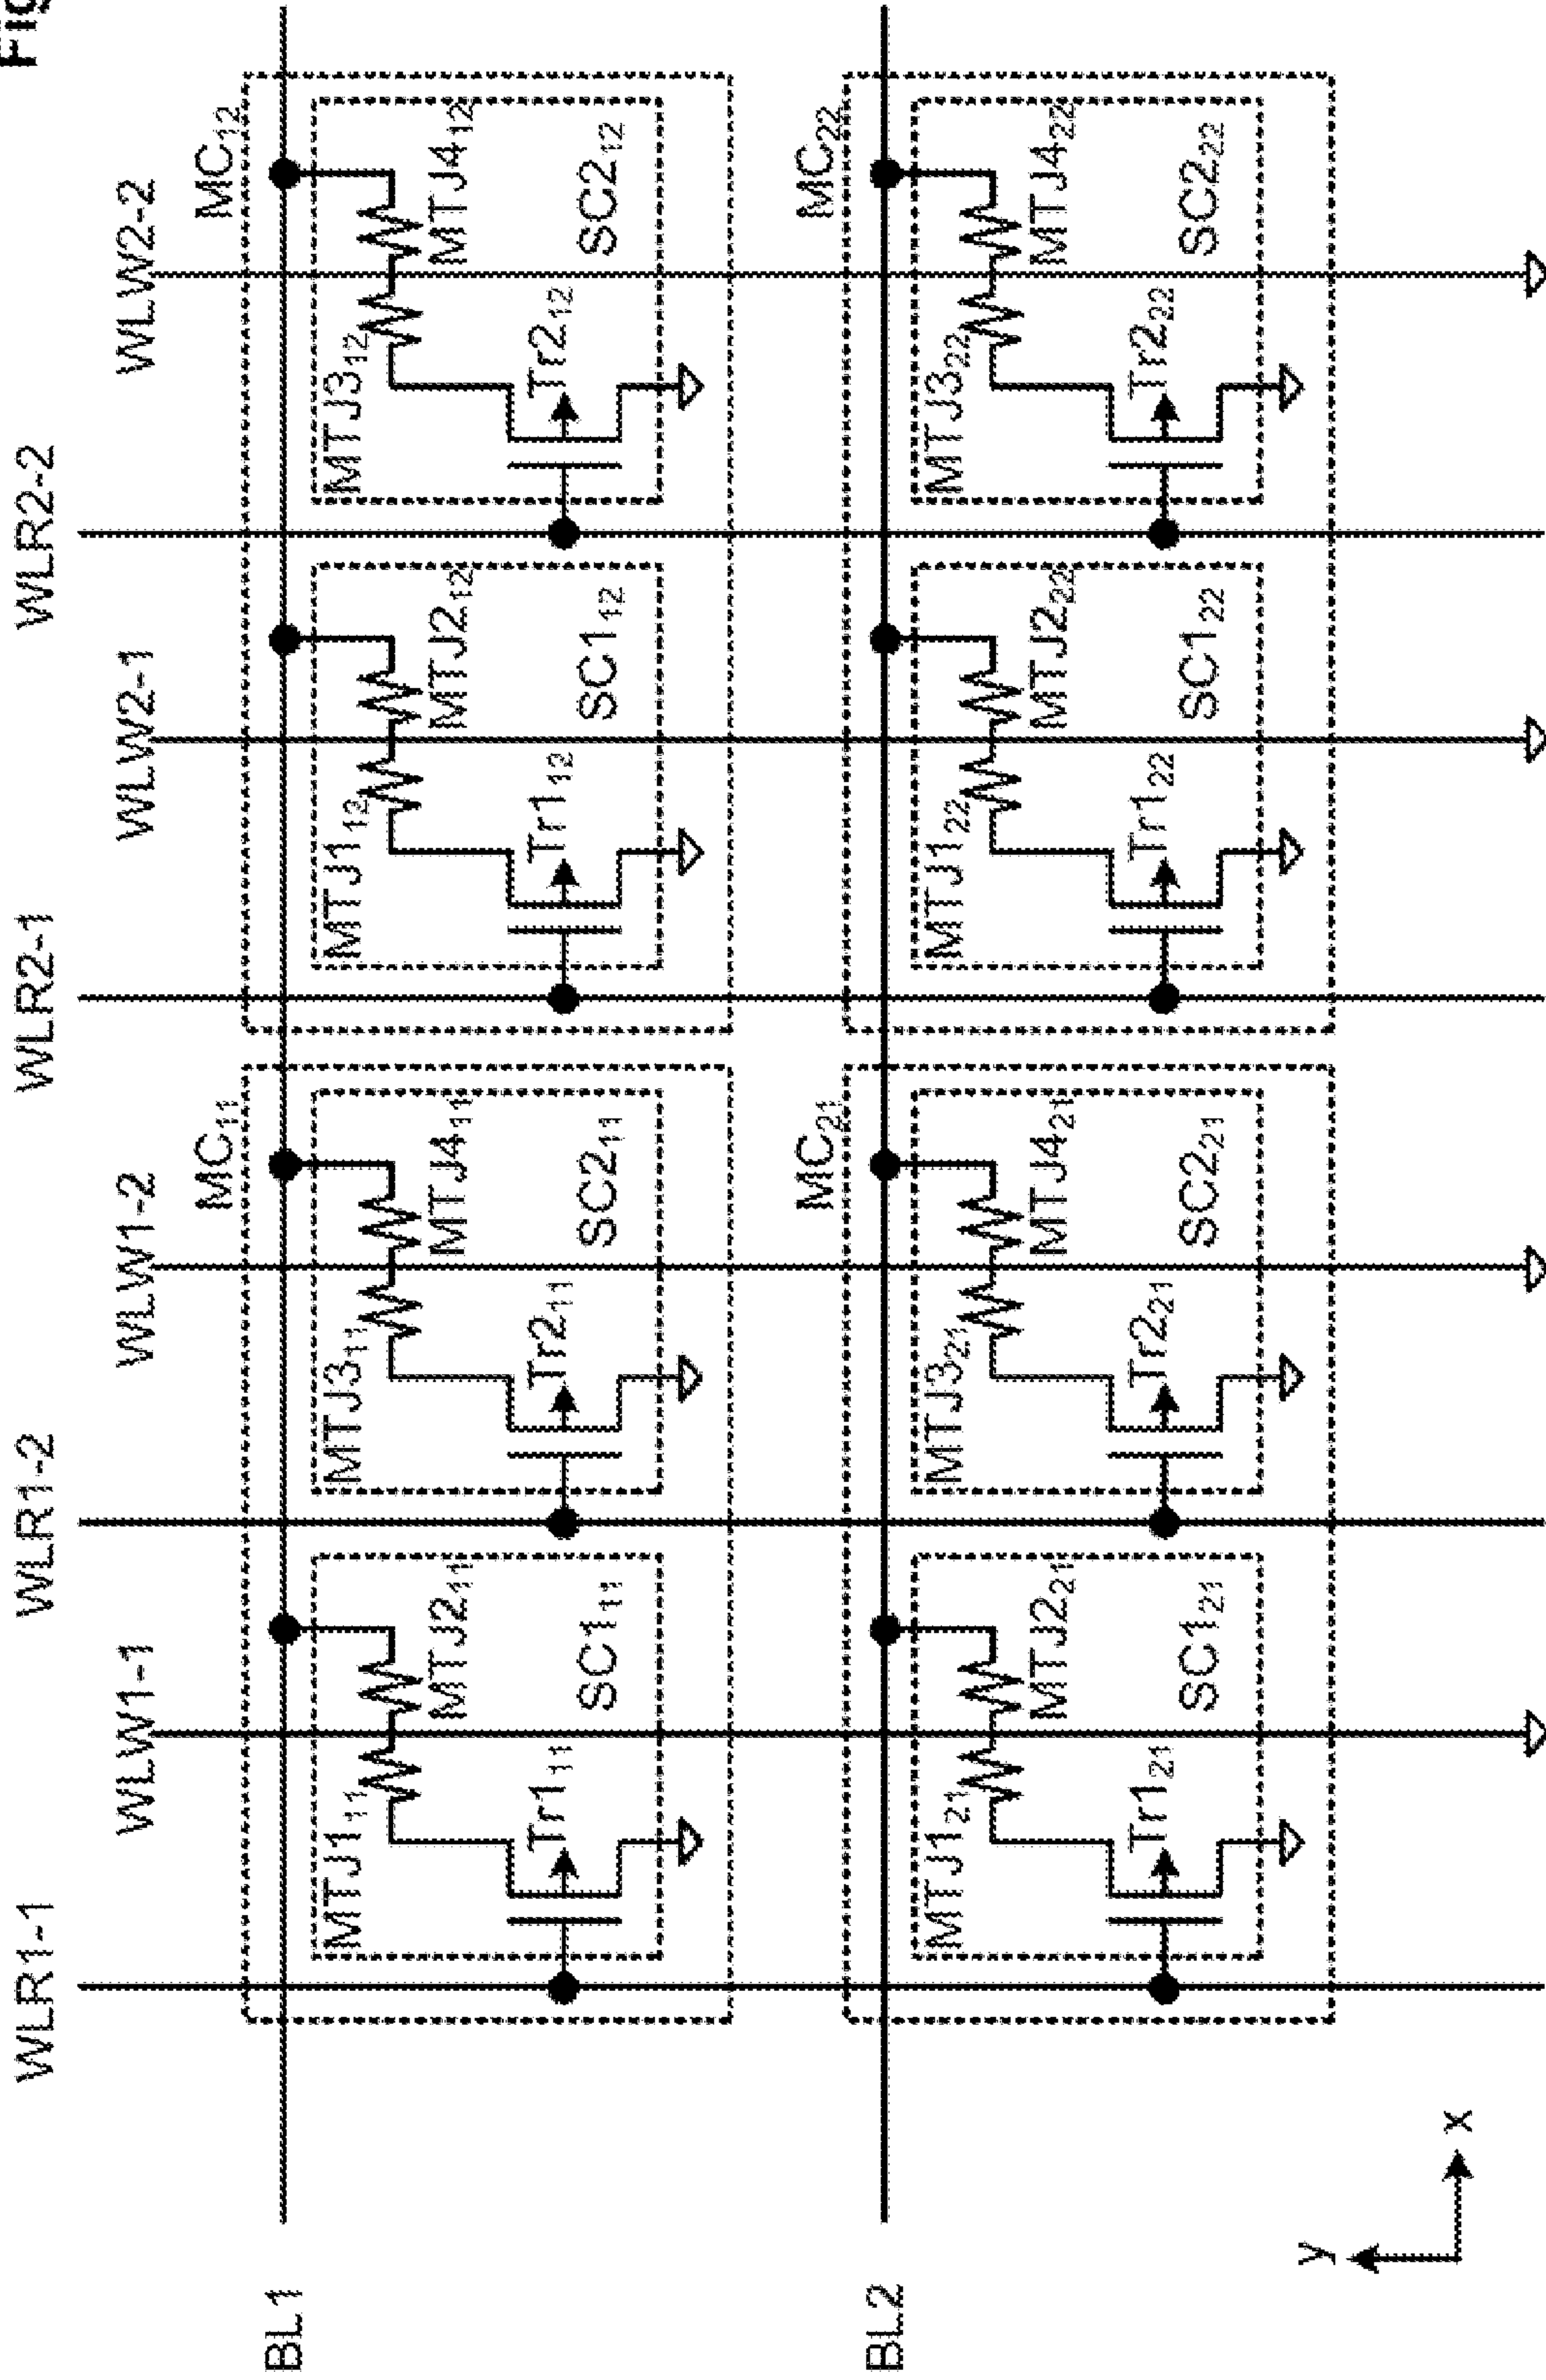 Fig
WLR1-1 WLR1-2 WLR2-1 WLR2-2
WLW1-1 WLW1-2 WLW2-1 WLW2-2
MC11 MC12
BL1
MTJ111 MTJ311 MTJ112 MTJ312
MTJ211 MTJ411 MTJ212 MTJ412
Tr111 Tr211 Tr112 Tr212
SC111 SC211 SC112 SC212
MC21 MC22
BL2
MTJ121 MTJ321 MTJ122 MTJ322
MTJ221 MTJ421 MTJ222 MTJ422
Tr121 Tr221 Tr122 Tr222
SC121 SC221 SC122 SC222
y
x